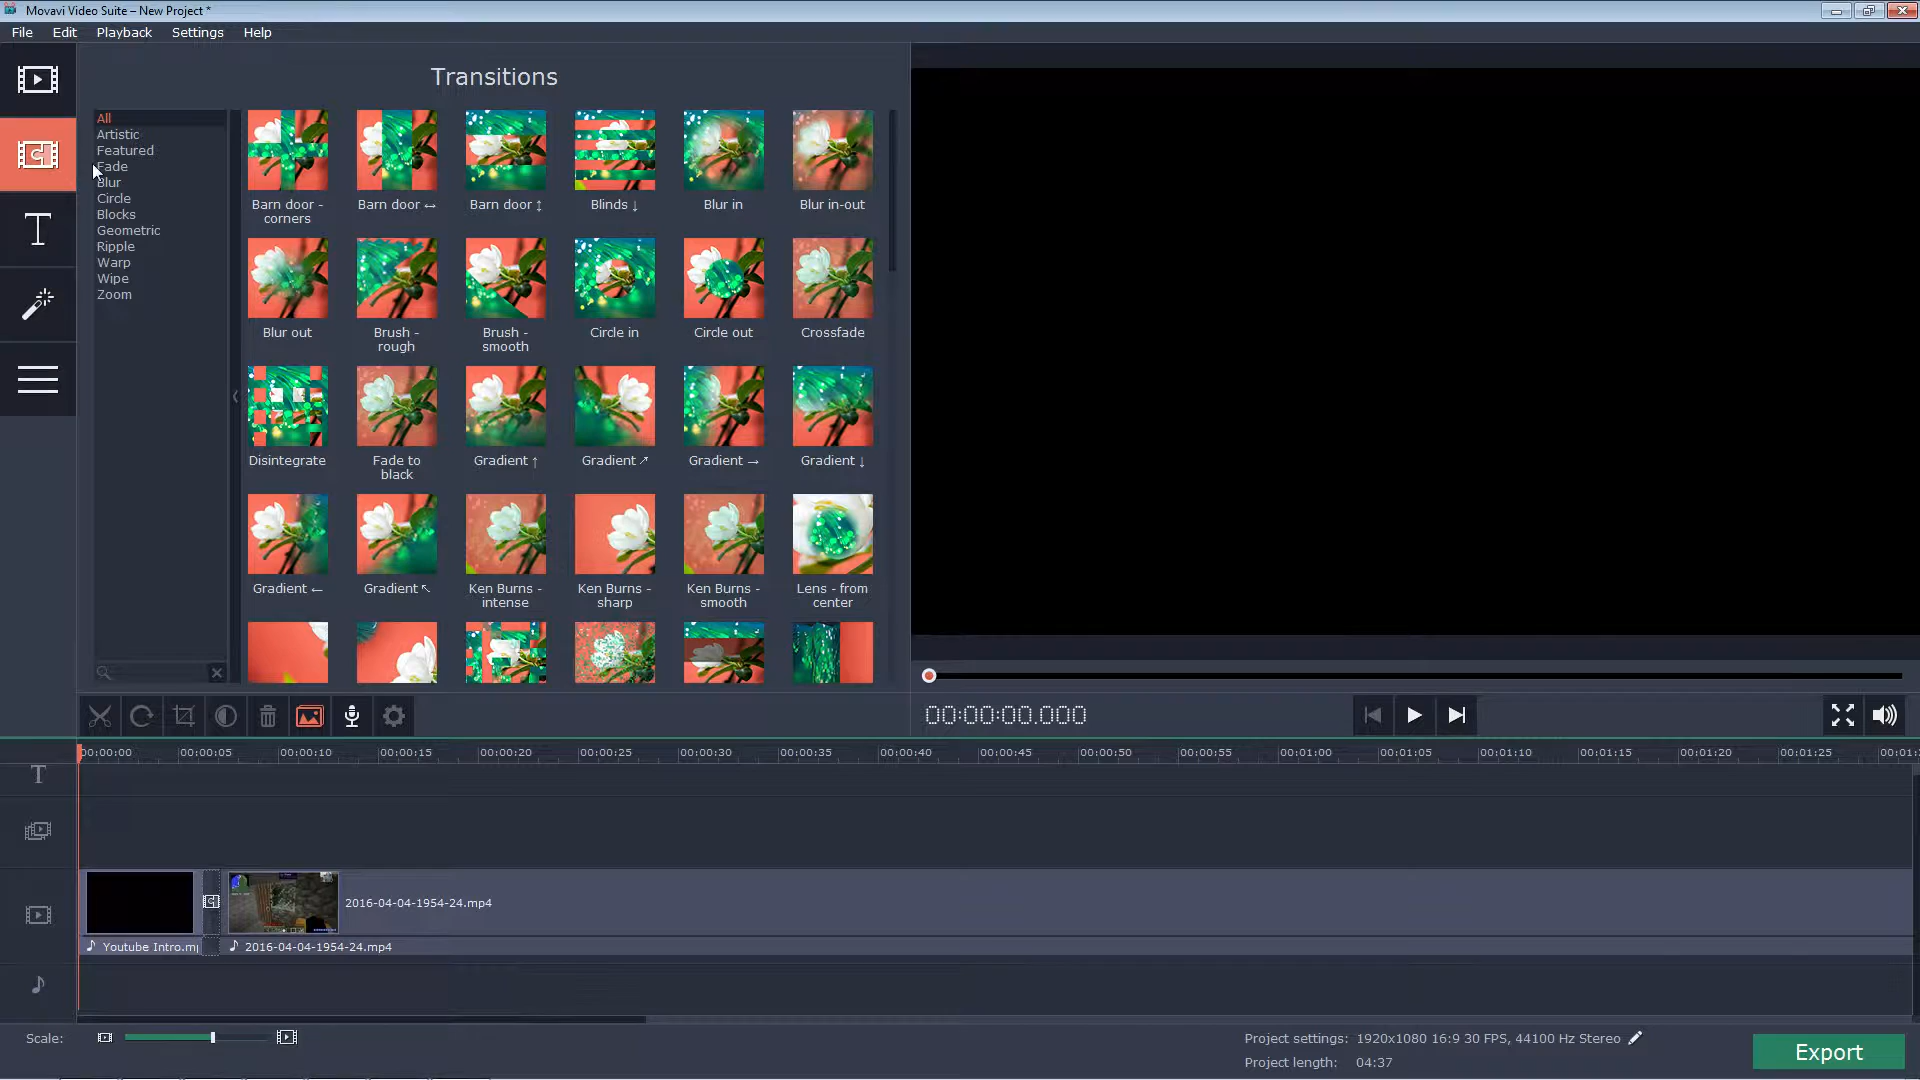 Movavi Video Suite – New Project *
File Edit Playback Settings Help
Transitions
All
Artistic
Featured
Fade
Blur
Circle
Blocks
Geometric
Ripple
Warp
Wipe
Zoom
Barn door - corners
Barn door ↔
Barn door ↕
Blinds ↓
Blur in
Blur in-out
Blur out
Brush - rough
Brush - smooth
Circle in
Circle out
Crossfade
Disintegrate
Fade to black
Gradient ↑
Gradient ↗
Gradient →
Gradient ↓
Gradient ←
Gradient ↖
Ken Burns - intense
Ken Burns - sharp
Ken Burns - smooth
Lens - from center
00:00:00.000
00:00:00 00:00:05 00:00:10 00:00:15 00:00:20 00:00:25 00:00:30 00:00:35 00:00:40 00:00:45 00:00:50 00:00:55 00:01:00 00:01:05 00:01:10 00:01:15 00:01:20 00:01:25 00:01:
T
2016-04-04-1954-24.mp4
Youtube Intro.m 2016-04-04-1954-24.mp4
Scale:
Project settings: 1920x1080 16:9 30 FPS, 44100 Hz Stereo
Project length: 04:37
Export